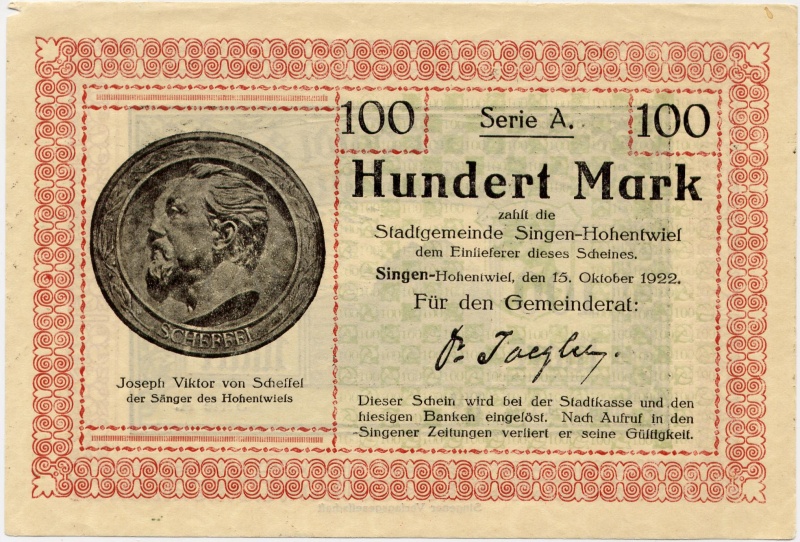 100 Serie A. 100
Hundert Mark
zahlt die
Stadtgemeinde Singen-Hohentwiel
dem Einlieferer dieses Scheines.
Singen-Hohentwiel, den 15. Oktober 1922.
Für den Gemeinderat:
SCHEFFEL
Joseph Viktor von Scheffel
der Sänger des Hohentwiels
Dieser Schein wird bei der Stadtkasse und den
hiesigen Banken eingelöst. Nach Aufruf in den
-Singener Zeitungen verliert er seine Gültigkeit.